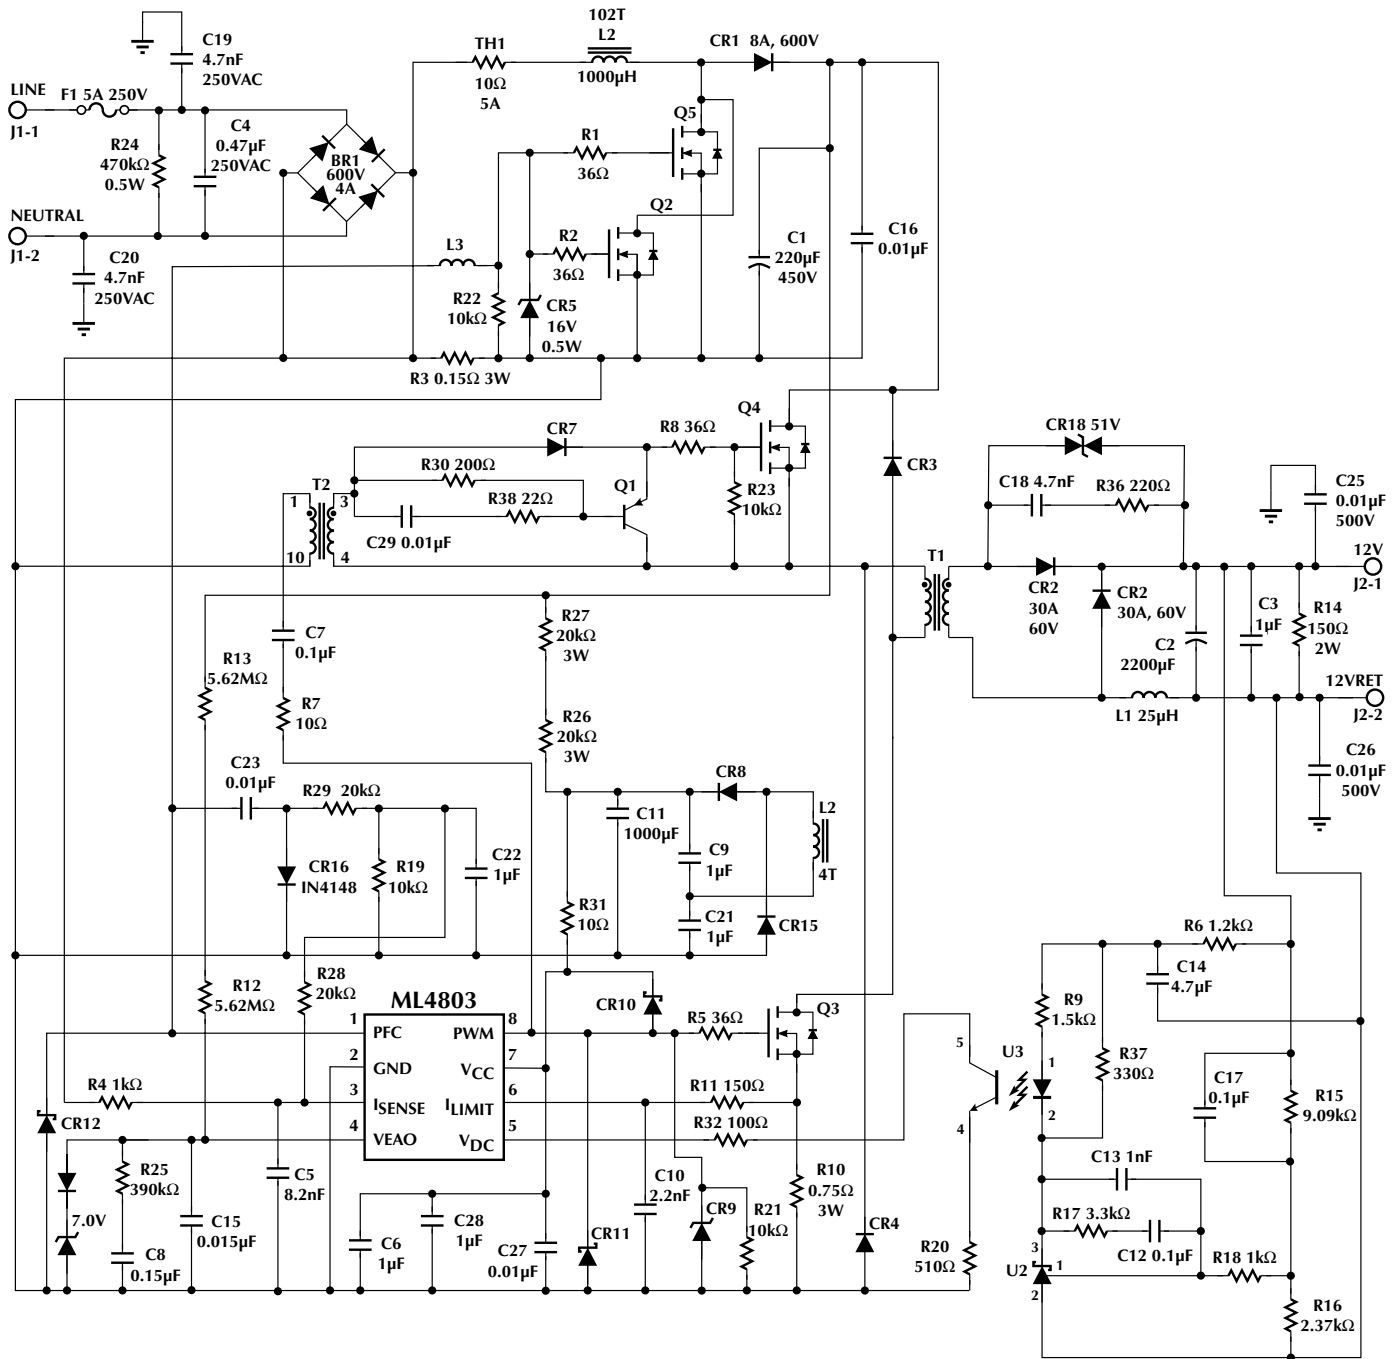 102T
L2
1000µH
C19
4.7nF
250VAC
TH1
10Ω
5A
CR1 8A, 600V
LINE
J1-1
F1 5A 250V
R24
470kΩ
0.5W
C4
0.47µF
250VAC
BR1
600V
4A
Q5
R1
36Ω
NEUTRAL
J1-2
C20
4.7nF
250VAC
L3
Q2
R2
36Ω
C1
220µF
450V
C16
0.01µF
R22
10kΩ
CR5
16V
0.5W
R3 0.15Ω 3W
CR7
R8 36Ω
Q4
CR3
CR18 51V
R30 200Ω
C18 4.7nF
R36 220Ω
C25
0.01µF
500V
T2
1
3
10
4
R38 22Ω
Q1
R23
10kΩ
C29 0.01µF
T1
12V
J2-1
CR2
30A
60V
CR2
30A, 60V
C3
1µF
R14
150Ω
2W
C2
2200µF
R27
20kΩ
3W
C7
0.1µF
R13
5.62MΩ
R7
10Ω
12VRET
J2-2
L1 25µH
R26
20kΩ
3W
C26
0.01µF
500V
C23
0.01µF
R29 20kΩ
CR8
L2
4T
C11
1000µF
C9
1µF
CR16
IN4148
R19
10kΩ
C22
1µF
R31
10Ω
C21
1µF
CR15
R6 1.2kΩ
C14
4.7µF
R12
5.62MΩ
R28
20kΩ
ML4803
CR10
Q3
R9
1.5kΩ
1
PFC
PWM
8
R5 36Ω
5
U3
R37
330Ω
2
GND
VCC
7
1
2
C17
0.1µF
R15
9.09kΩ
R4 1kΩ
3
ISENSE
ILIMIT
6
R11 150Ω
CR12
4
VEAO
VDC
5
R32 100Ω
4
R25
390kΩ
C5
8.2nF
C10
2.2nF
R10
0.75Ω
3W
C13 1nF
7.0V
C15
0.015µF
C28
1µF
CR9
R21
10kΩ
R17 3.3kΩ
C12 0.1µF
C8
0.15µF
C6
1µF
C27
0.01µF
CR11
CR4
R20
510Ω
U2
3
1
2
R18 1kΩ
R16
2.37kΩ